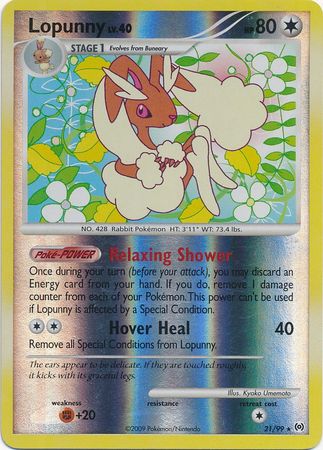 Lopunny LV.40 HP 80
STAGE 1 Evolves from Buneary
NO. 428 Rabbit Pokémon HT: 3'11" WT: 73.4 lbs.
Poké-POWER Relaxing Shower
Once during your turn (before your attack), you may discard an
Energy card from your hand. If you do, remove 1 damage
counter from each of your Pokémon. This power can't be used
if Lopunny is affected by a Special Condition.
Hover Heal 40
Remove all Special Conditions from Lopunny.
The ears appear to be delicate. If they are touched roughly,
it kicks with its graceful legs.
Illus. Kyoko Umemoto
weakness resistance retreat cost
+20
©2009 Pokémon/Nintendo 21/99 ★